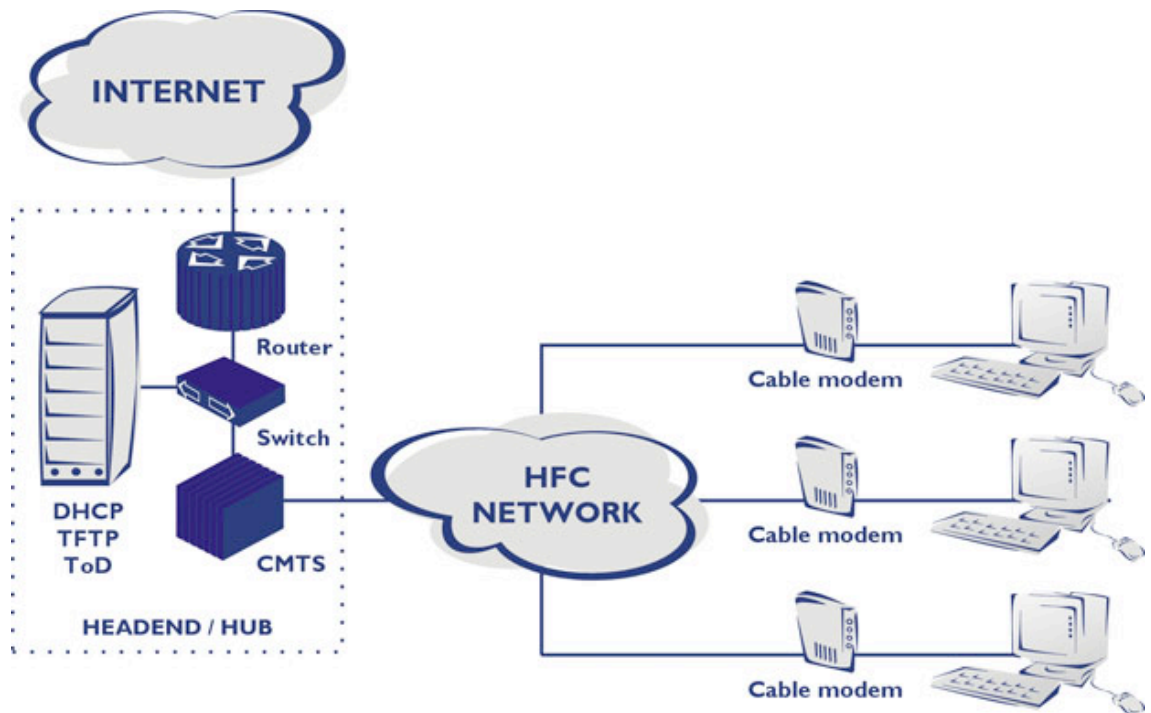 INTERNET
Router
Switch
DHCP
TFTP
ToD
CMTS
HEADEND / HUB
HFC
NETWORK
Cable modem
Cable modem
Cable modem